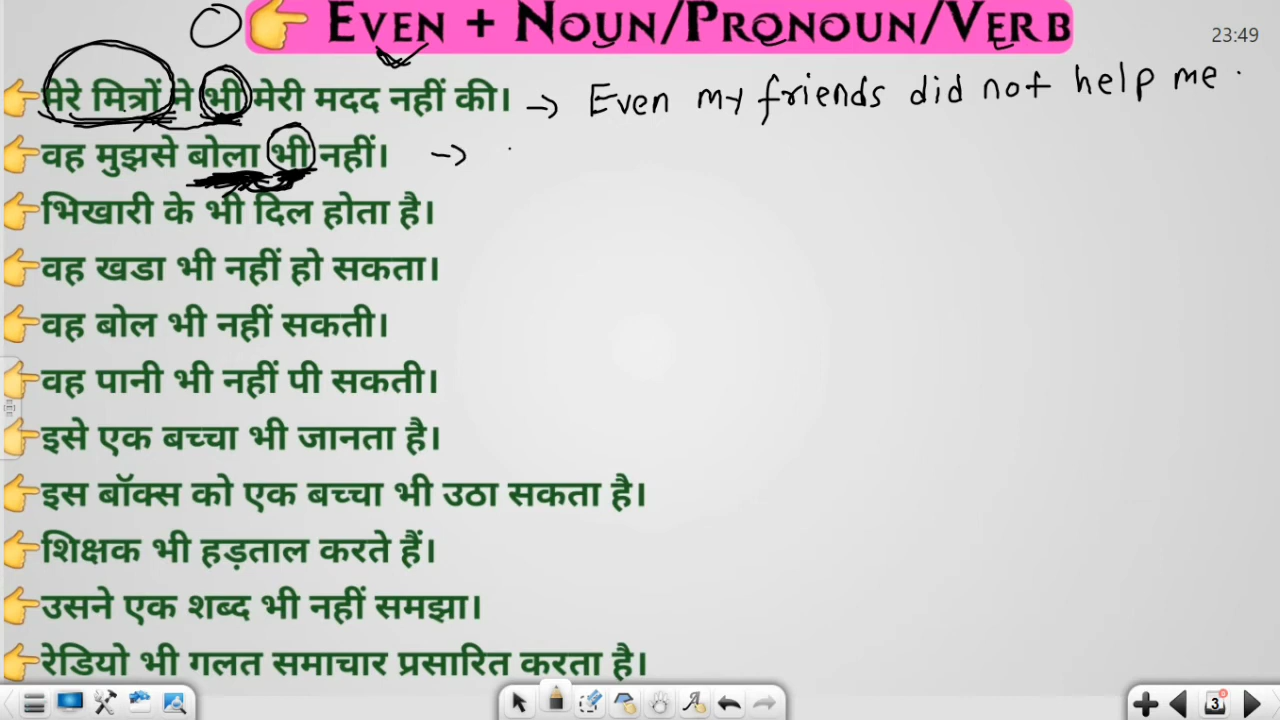 EVEN + NOUN/PRONOUN/VERB
23:49
मेरे मित्रों ने भी मेरी मदद नहीं की। → Even my friends did not help me.
वह मुझसे बोला भी नहीं। →
भिखारी के भी दिल होता है।
वह खडा भी नहीं हो सकता।
वह बोल भी नहीं सकती।
वह पानी भी नहीं पी सकती।
इसे एक बच्चा भी जानता है।
इस बॉक्स को एक बच्चा भी उठा सकता है।
शिक्षक भी हड़ताल करते हैं।
उसने एक शब्द भी नहीं समझा।
रेडियो भी गलत समाचार प्रसारित करता है।
3